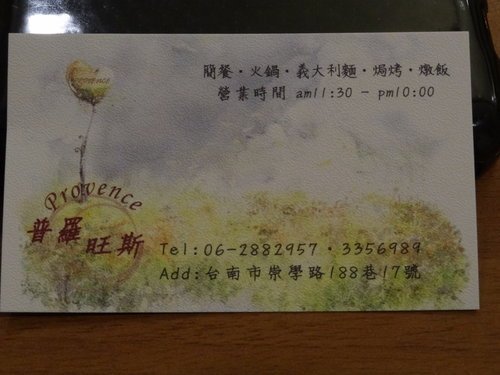 簡餐·火鍋·義大利麵·焗烤·燉飯
營業時間 am11:30 - pm10:00
Provence
Provence
普羅旺斯
Tel:06-2882957·3356989
Add:台南市崇學路188巷17號